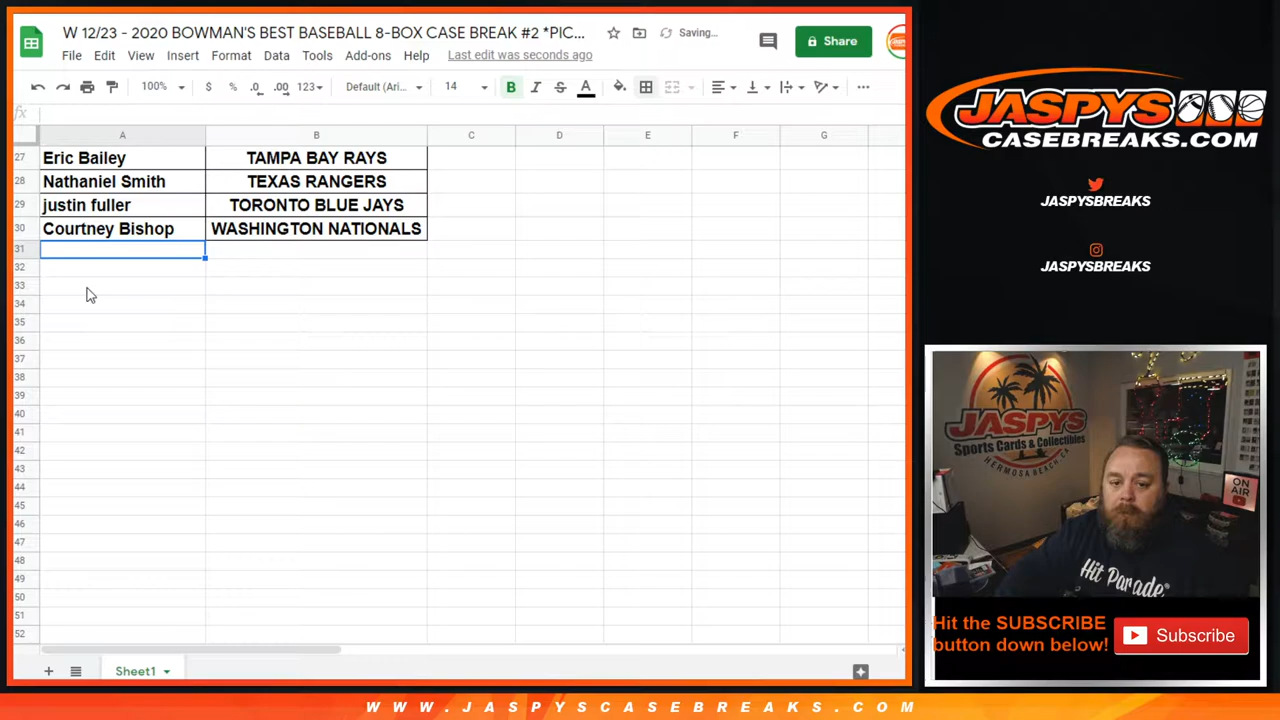 W 12/23 - 2020 BOWMAN'S BEST BASEBALL 8-BOX CASE BREAK #2 *PIC...
Saving...
Share
File Edit View Insert Format Data Tools Add-ons Help Last edit was seconds ago
100% $ % .0 .00 123 Default (Ari... 14 B I S A
fx
A B C D E F G
27 Eric Bailey TAMPA BAY RAYS
28 Nathaniel Smith TEXAS RANGERS
29 justin fuller TORONTO BLUE JAYS
30 Courtney Bishop WASHINGTON NATIONALS
31
32
33
34
35
36
37
38
39
40
41
42
43
44
45
46
47
48
49
50
51
52
Sheet1
JASPYS
CASEBREAKS.COM
JASPYSBREAKS
JASPYSBREAKS
JASPYS
Sports Cards & Collectibles
HERMOSA BEACH, CA
ON
AIR
Hit Parade
Hit the SUBSCRIBE
button down below!
Subscribe
WWW.JASPYSCASEBREAKS.COM